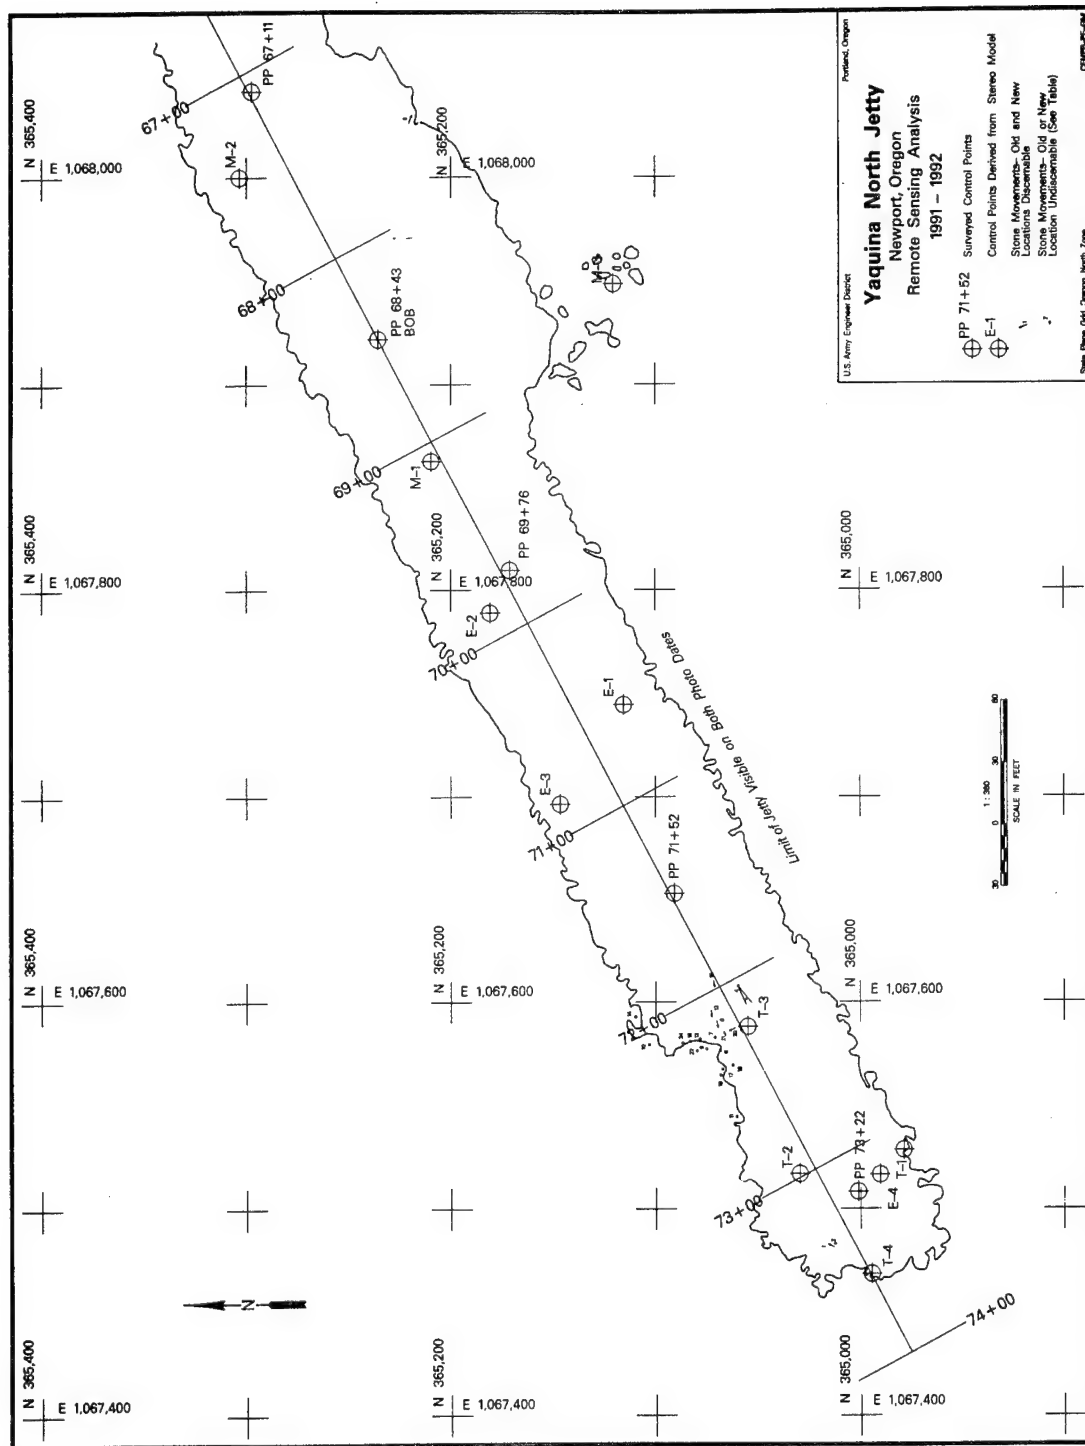 U.S. Army Engineer District
Portland, Oregon
Yaquina North Jetty
Newport, Oregon
Remote Sensing Analysis
1991 – 1992
PP 71+52 Surveyed Control Points
E–1 Control Points Derived from Stereo Model
Stone Movements– Old and New
Locations Discernable
Stone Movements– Old or New
Location Undiscernable (See Table)
State Plane Grid Oregon North Zone
N 365,400
E 1,067,400
N 365,400
E 1,067,600
N 365,400
E 1,067,800
N 365,400
E 1,068,000
N 365,200
E 1,067,400
N 365,200
E 1,067,600
N 365,200
E 1,067,800
N 365,200
E 1,068,000
N 365,000
E 1,067,400
N 365,000
E 1,067,600
N 365,000
E 1,067,800
67+00
68+00
69+00
70+00
71+00
72+00
73+00
74+00
PP 67+11
M–2
PP 68+43
BOB
M–3
M–1
PP 69+76
E–2
E–1
E–3
PP 71+52
T–3
T–2
PP 73+22
T–1
E–4
T–4
Limit of Jetty Visible on Both Photo Dates
N
1 : 360
30 0 30 60
SCALE IN FEET